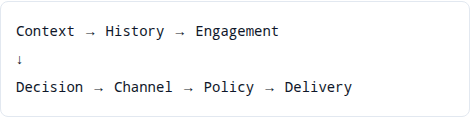 Context → History → Engagement
↓
Decision → Channel → Policy → Delivery